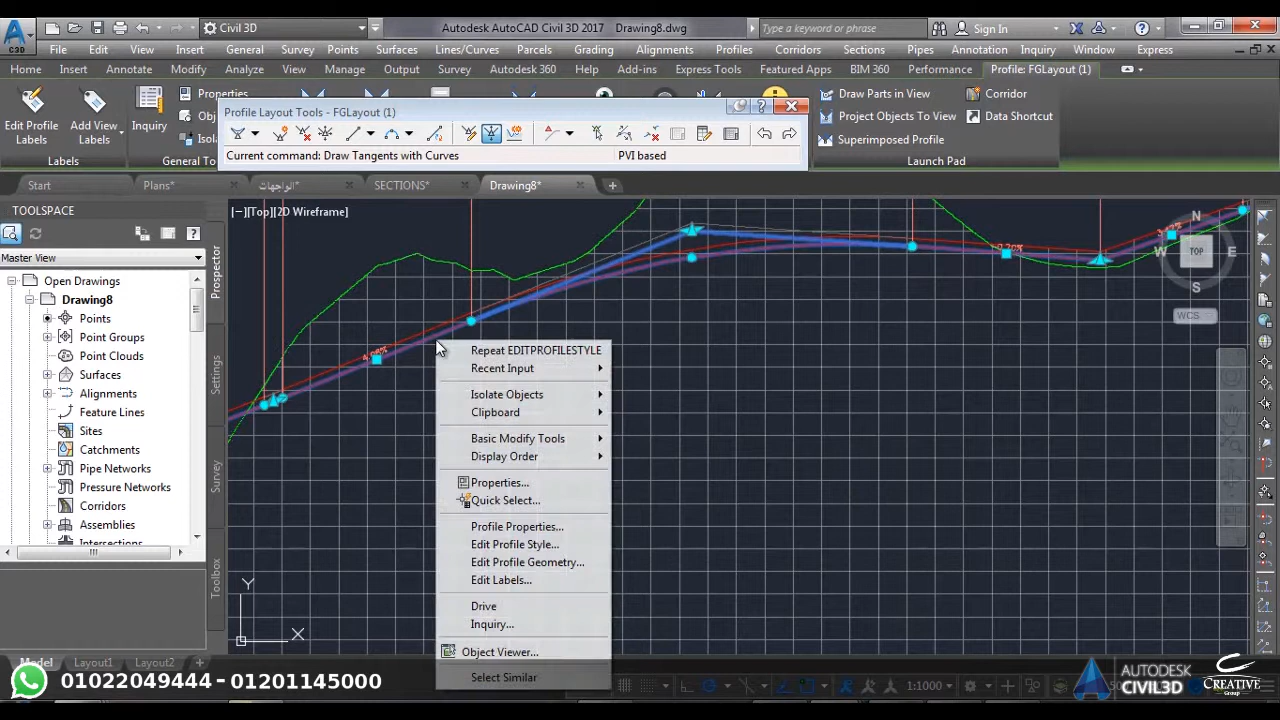 Civil 3D
Autodesk AutoCAD Civil 3D 2017 Drawing8.dwg
Type a keyword or phrase
Sign In
C3D
File Edit View Insert General Survey Points Surfaces Lines/Curves Parcels Grading Alignments Profiles Corridors Sections Pipes Annotation Inquiry Window Express
Home Insert Annotate Modify Analyze View Manage Output Survey Autodesk 360 Help Add-ins Express Tools Featured Apps BIM 360 Performance Profile: FGLayout (1)
Edit Profile
Labels
Add View
Labels
Inquiry
Properties
Labels
Profile Layout Tools - FGLayout (1)
Current command: Draw Tangents with Curves
PVI based
Draw Parts in View
Corridor
Project Objects To View
Data Shortcut
Superimposed Profile
Launch Pad
Start
Plans*
الواجهات*
SECTIONS*
Drawing8*
TOOLSPACE
Master View
Open Drawings
Drawing8
Points
Point Groups
Point Clouds
Surfaces
Alignments
Feature Lines
Sites
Catchments
Pipe Networks
Pressure Networks
Corridors
Assemblies
Intersections
Prospector
Settings
Survey
Toolbox
[−][Top][2D Wireframe]
4.98%
N
W
TOP
E
S
WCS
Repeat EDITPROFILESTYLE
Recent Input
Isolate Objects
Clipboard
Basic Modify Tools
Display Order
Properties...
Quick Select...
Profile Properties...
Edit Profile Style...
Edit Profile Geometry...
Edit Labels...
Drive
Inquiry...
Object Viewer...
Select Similar
Y
X
Model Layout1 Layout2
1:1000
01022049444 - 01201145000
AUTODESK
CIVIL3D
CREATIVE
Group